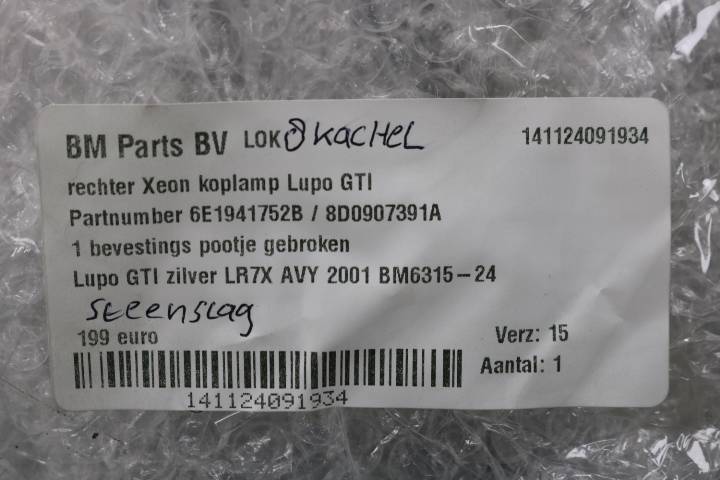 BM Parts BV LOK 8 KACHEL 141124091934
rechter Xeon koplamp Lupo GTI
Partnumber 6E1941752B / 8D0907391A
1 bevestings pootje gebroken
Lupo GTI zilver LR7X AVY 2001 BM6315-24
Steenslag
199 euro Verz: 15
Aantal: 1
141124091934